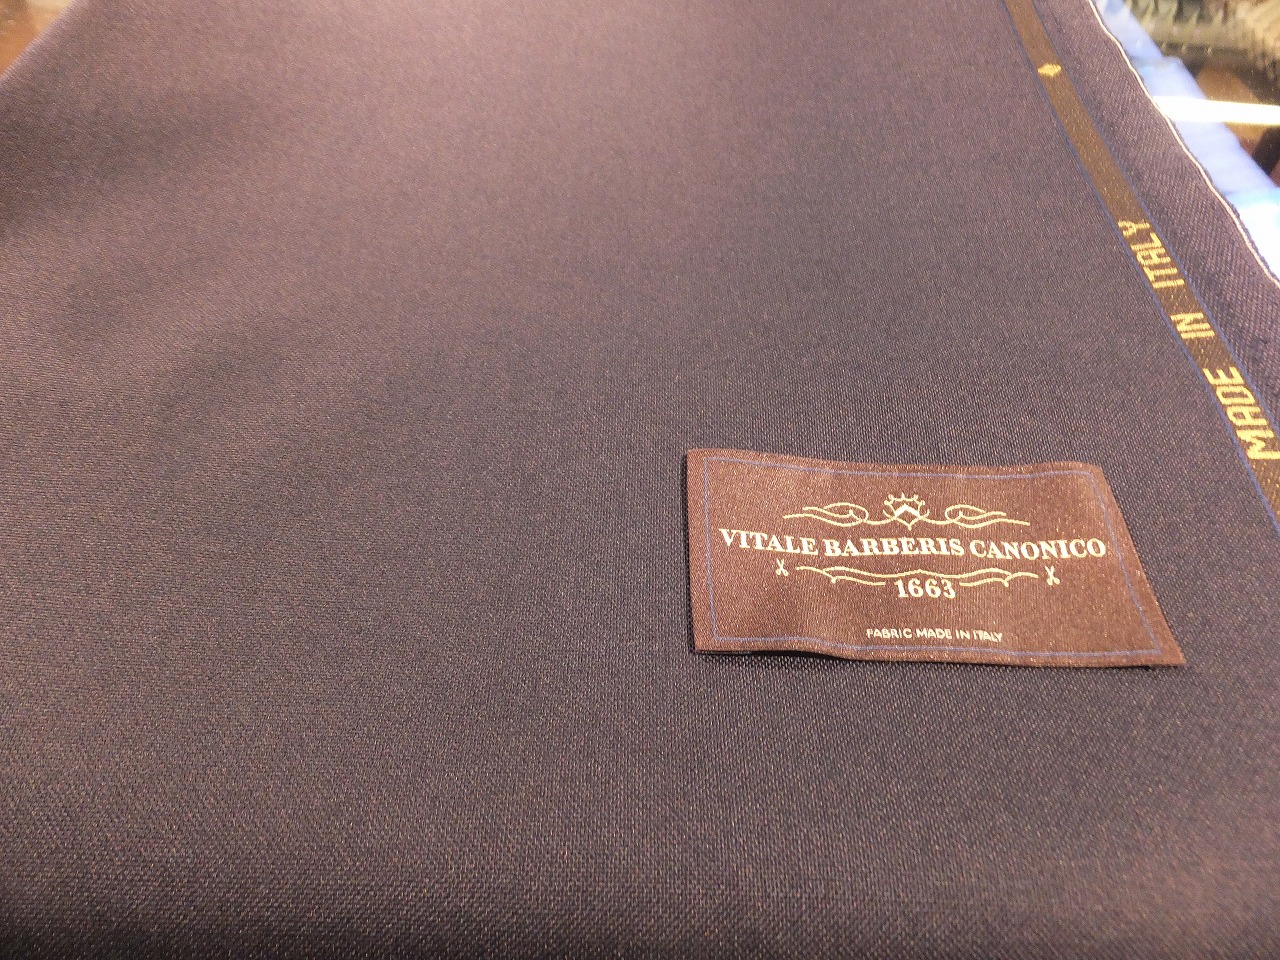 MADE IN ITALY
VITALE BARBERIS CANONICO
1663
FABRIC MADE IN ITALY